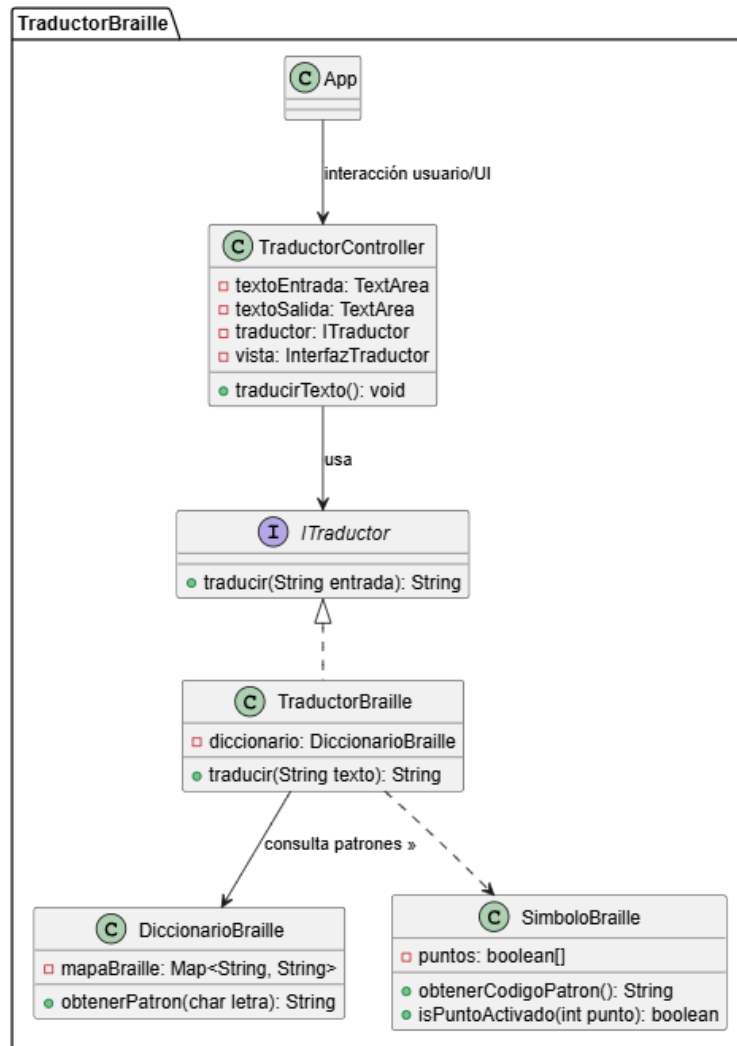 TraductorBraille
C App
interacción usuario/UI
C TraductorController
textoEntrada: TextArea
textoSalida: TextArea
traductor: ITraductor
vista: InterfazTraductor
traducirTexto(): void
usa
I ITraductor
traducir(String entrada): String
C TraductorBraille
diccionario: DiccionarioBraille
traducir(String texto): String
consulta patrones »
C DiccionarioBraille
mapaBraille: Map<String, String>
obtenerPatron(char letra): String
C SimboloBraille
puntos: boolean[]
obtenerCodigoPatron(): String
isPuntoActivado(int punto): boolean